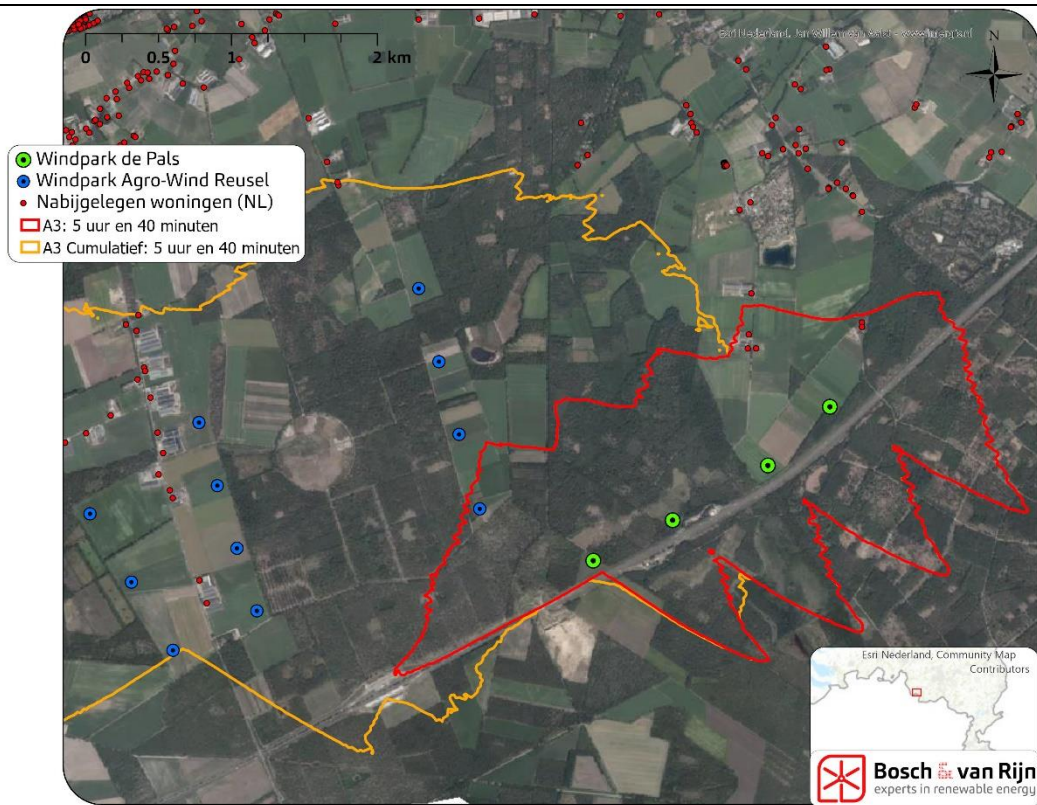 Esri Nederland,
N
0 0.5 1 2 km
Windpark de Pals
Windpark Agro-Wind Reusel
Nabijgelegen woningen (NL)
A3: 5 uur en 40 minuten
A3 Cumulatief: 5 uur en 40 minuten
Esri Nederland, Community Map
Contributors
Bosch & van Rijn
experts in renewable energy